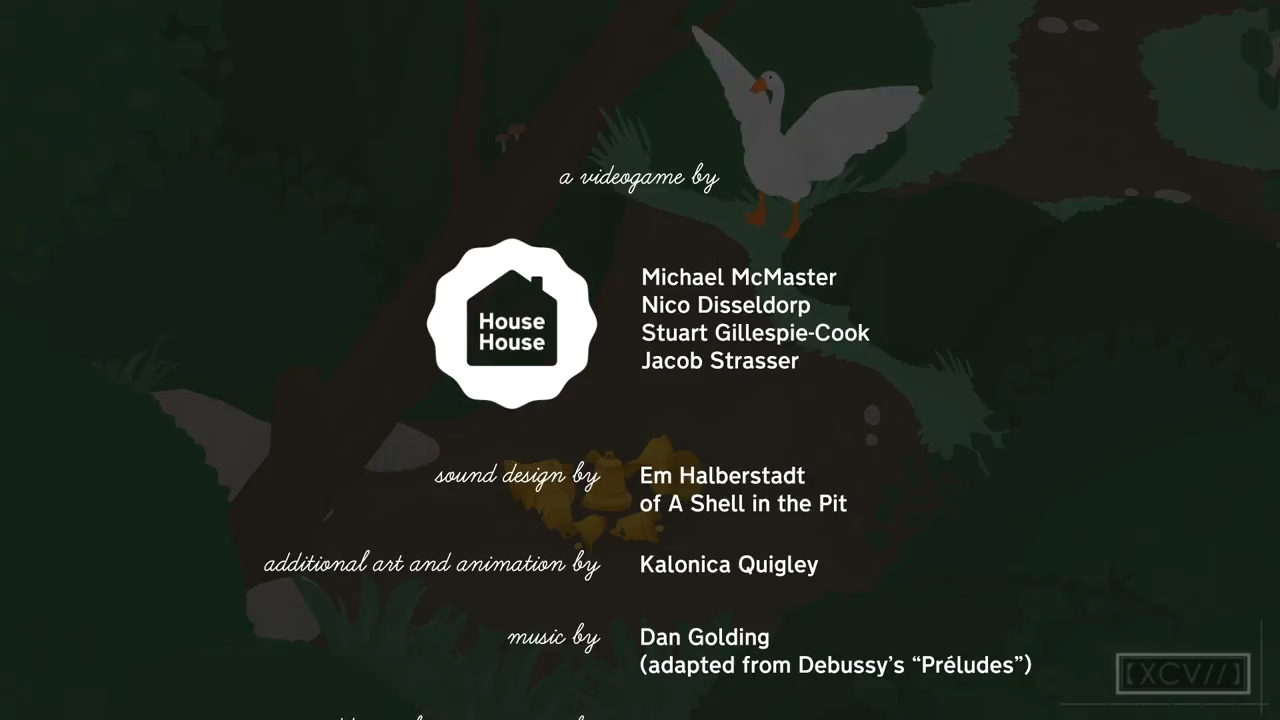 a videogame by
House
House
Michael McMaster
Nico Disseldorp
Stuart Gillespie-Cook
Jacob Strasser
sound design by
Em Halberstadt
of A Shell in the Pit
additional art and animation by
Kalonica Quigley
music by
Dan Golding
(adapted from Debussy’s “Préludes”)
[XCV//]